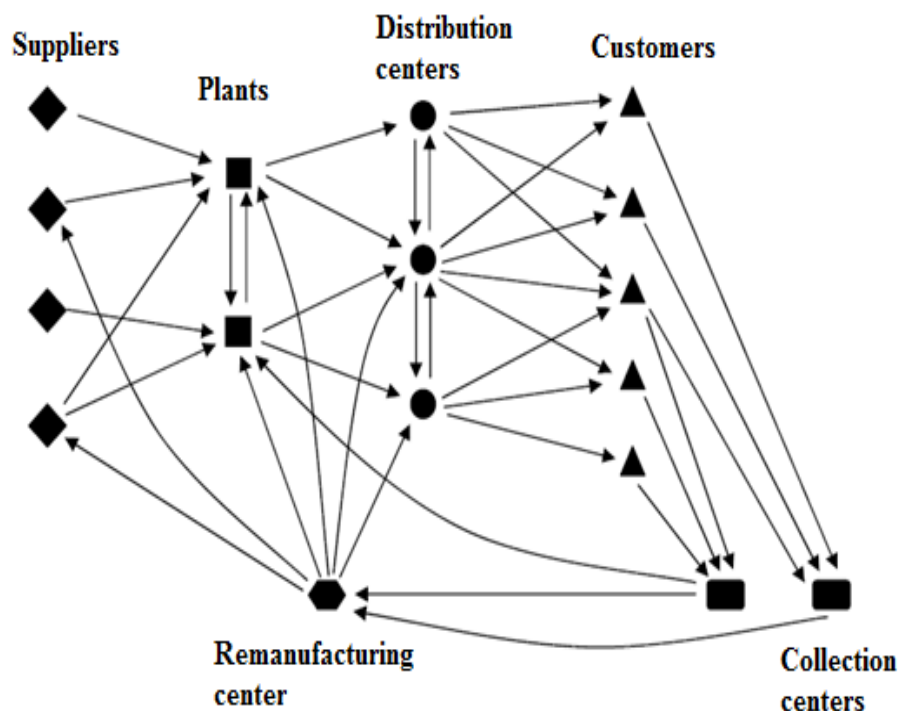 Suppliers
Plants
Distribution
centers
Customers
Remanufacturing
center
Collection
centers